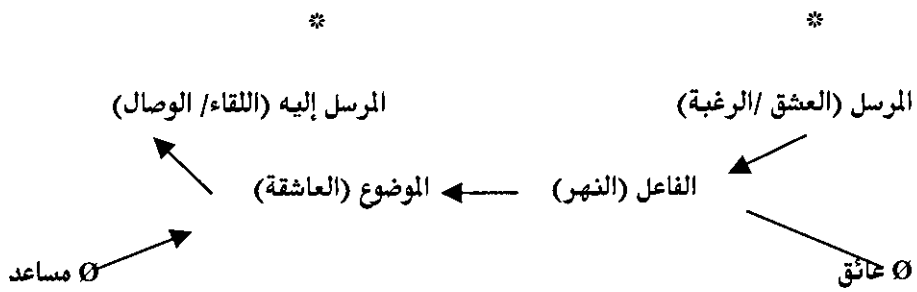 * *
المرسل (العشق /الرغبة) المرسل إليه (اللقاء/ الوصال)
الفاعل (النهر) الموضوع (العاشقة)
Ø عائق Ø مساعد